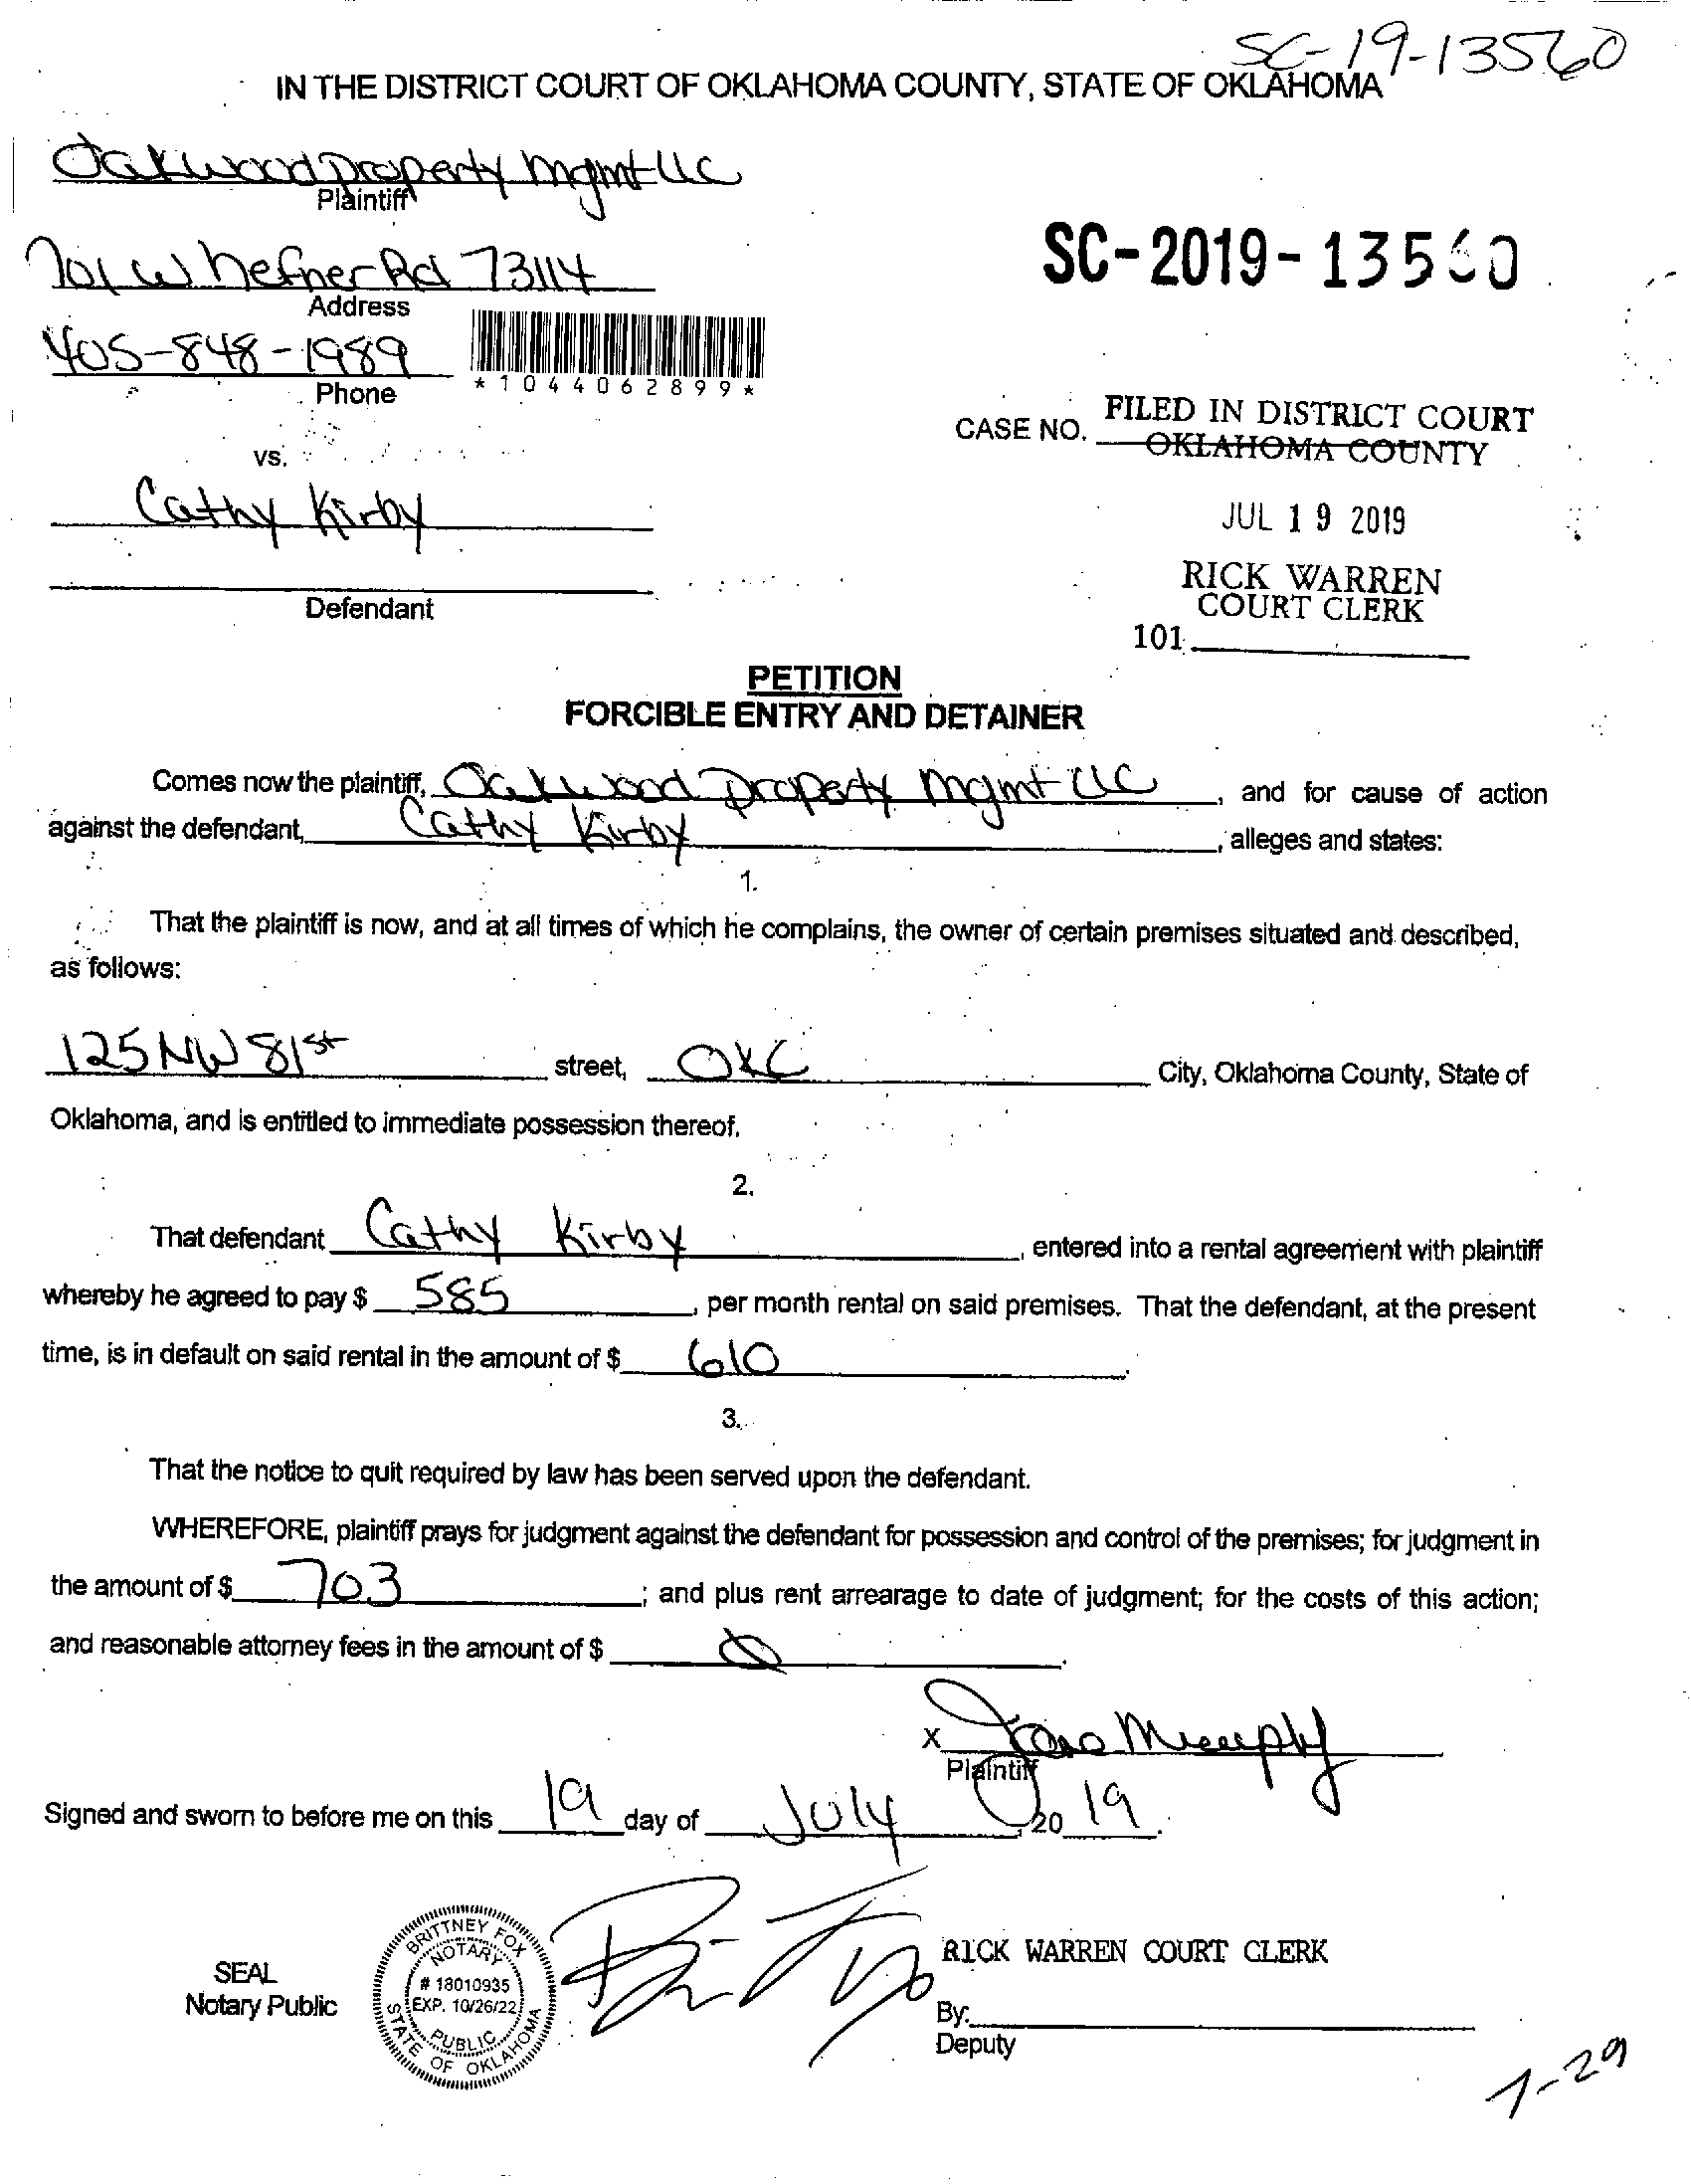 SC-19-13560
IN THE DISTRICT COURT OF OKLAHOMA COUNTY, STATE OF OKLAHOMA
Oakwood Property Mgmt LLC
Plaintiff
701 W Hefner Rd 73114
Address
405-848-1989
Phone
*1044062899*
SC-2019-13560
CASE NO.
FILED IN DISTRICT COURT
OKLAHOMA COUNTY
vs.
Cathy Kirby
JUL 19 2019
RICK WARREN
COURT CLERK
Defendant
101
PETITION
FORCIBLE ENTRY AND DETAINER
Comes now the plaintiff, Oakwood Property Mgmt LLC, and for cause of action
against the defendant, Cathy Kirby, alleges and states:
1.
That the plaintiff is now, and at all times of which he complains, the owner of certain premises situated and described,
as follows:
125 NW 81st street, OKC City, Oklahoma County, State of
Oklahoma, and is entitled to immediate possession thereof.
2.
That defendant Cathy Kirby, entered into a rental agreement with plaintiff
whereby he agreed to pay $ 585, per month rental on said premises. That the defendant, at the present
time, is in default on said rental in the amount of $ 610.
3.
That the notice to quit required by law has been served upon the defendant.
WHEREFORE, plaintiff prays for judgment against the defendant for possession and control of the premises; for judgment in
the amount of $ 703; and plus rent arrearage to date of judgment; for the costs of this action;
and reasonable attorney fees in the amount of $ 0.
X Murphy
Plaintiff
Signed and sworn to before me on this 19 day of July, 20 19.
SEAL
Notary Public
BRITTNEY FOX
NOTARY
# 18010935
EXP. 10/26/22
PUBLIC
STATE OF OKLAHOMA
RICK WARREN COURT CLERK
By.
Deputy
7-29